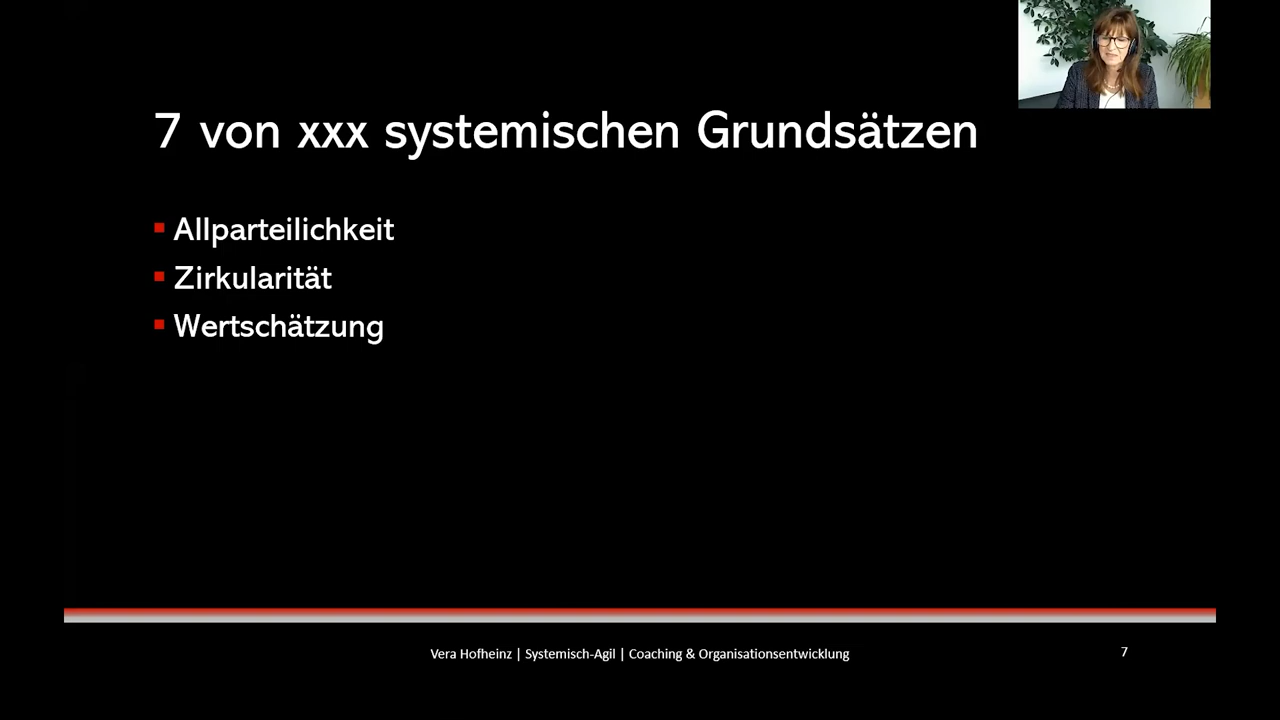 7 von xxx systemischen Grundsätzen
Allparteilichkeit
Zirkularität
Wertschätzung
Vera Hofheinz | Systemisch-Agil | Coaching & Organisationsentwicklung
7